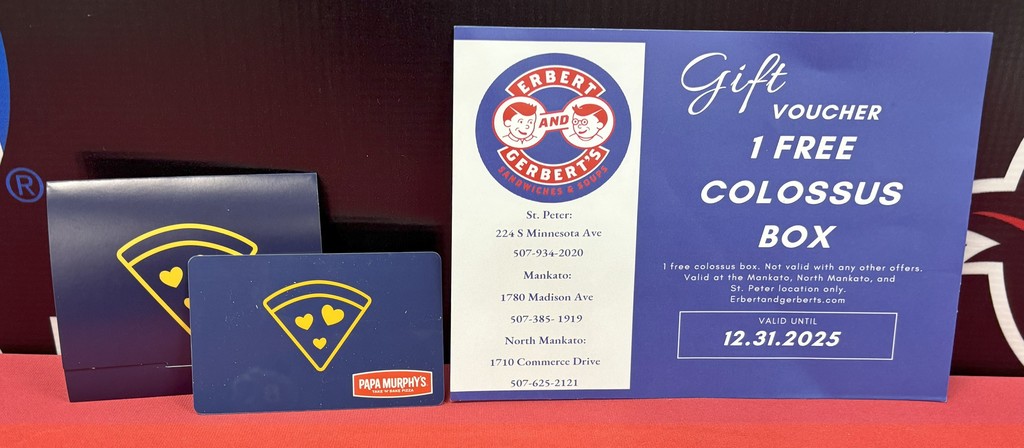 ®
PAPA MURPHY'S
TAKE 'N' BAKE PIZZA
ERBERT
AND
GERBERT'S
SANDWICHES & SOUPS
St. Peter:
224 S Minnesota Ave
507-934-2020
Mankato:
1780 Madison Ave
507-385- 1919
North Mankato:
1710 Commerce Drive
507-625-2121
Gift
VOUCHER
1 FREE
COLOSSUS
BOX
1 free colossus box. Not valid with any other offers.
Valid at the Mankato, North Mankato, and
St. Peter location only.
Erbertandgerberts.com
VALID UNTIL
12.31.2025